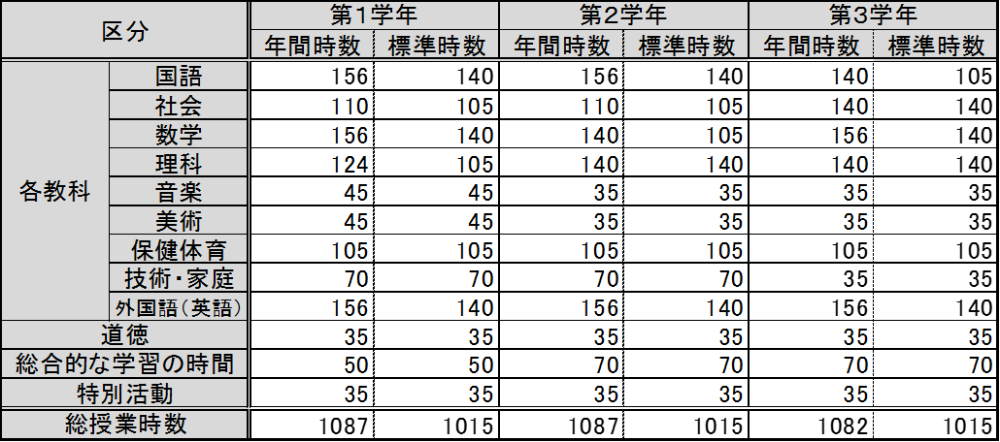 区分 第1学年 第2学年 第3学年
年間時数 標準時数 年間時数 標準時数 年間時数 標準時数
各教科
国語 156 140 156 140 140 105
社会 110 105 110 105 140 140
数学 156 140 140 105 156 140
理科 124 105 140 140 140 140
音楽 45 45 35 35 35 35
美術 45 45 35 35 35 35
保健体育 105 105 105 105 105 105
技術・家庭 70 70 70 70 35 35
外国語(英語) 156 140 156 140 156 140
道徳 35 35 35 35 35 35
総合的な学習の時間 50 50 70 70 70 70
特別活動 35 35 35 35 35 35
総授業時数 1087 1015 1087 1015 1082 1015